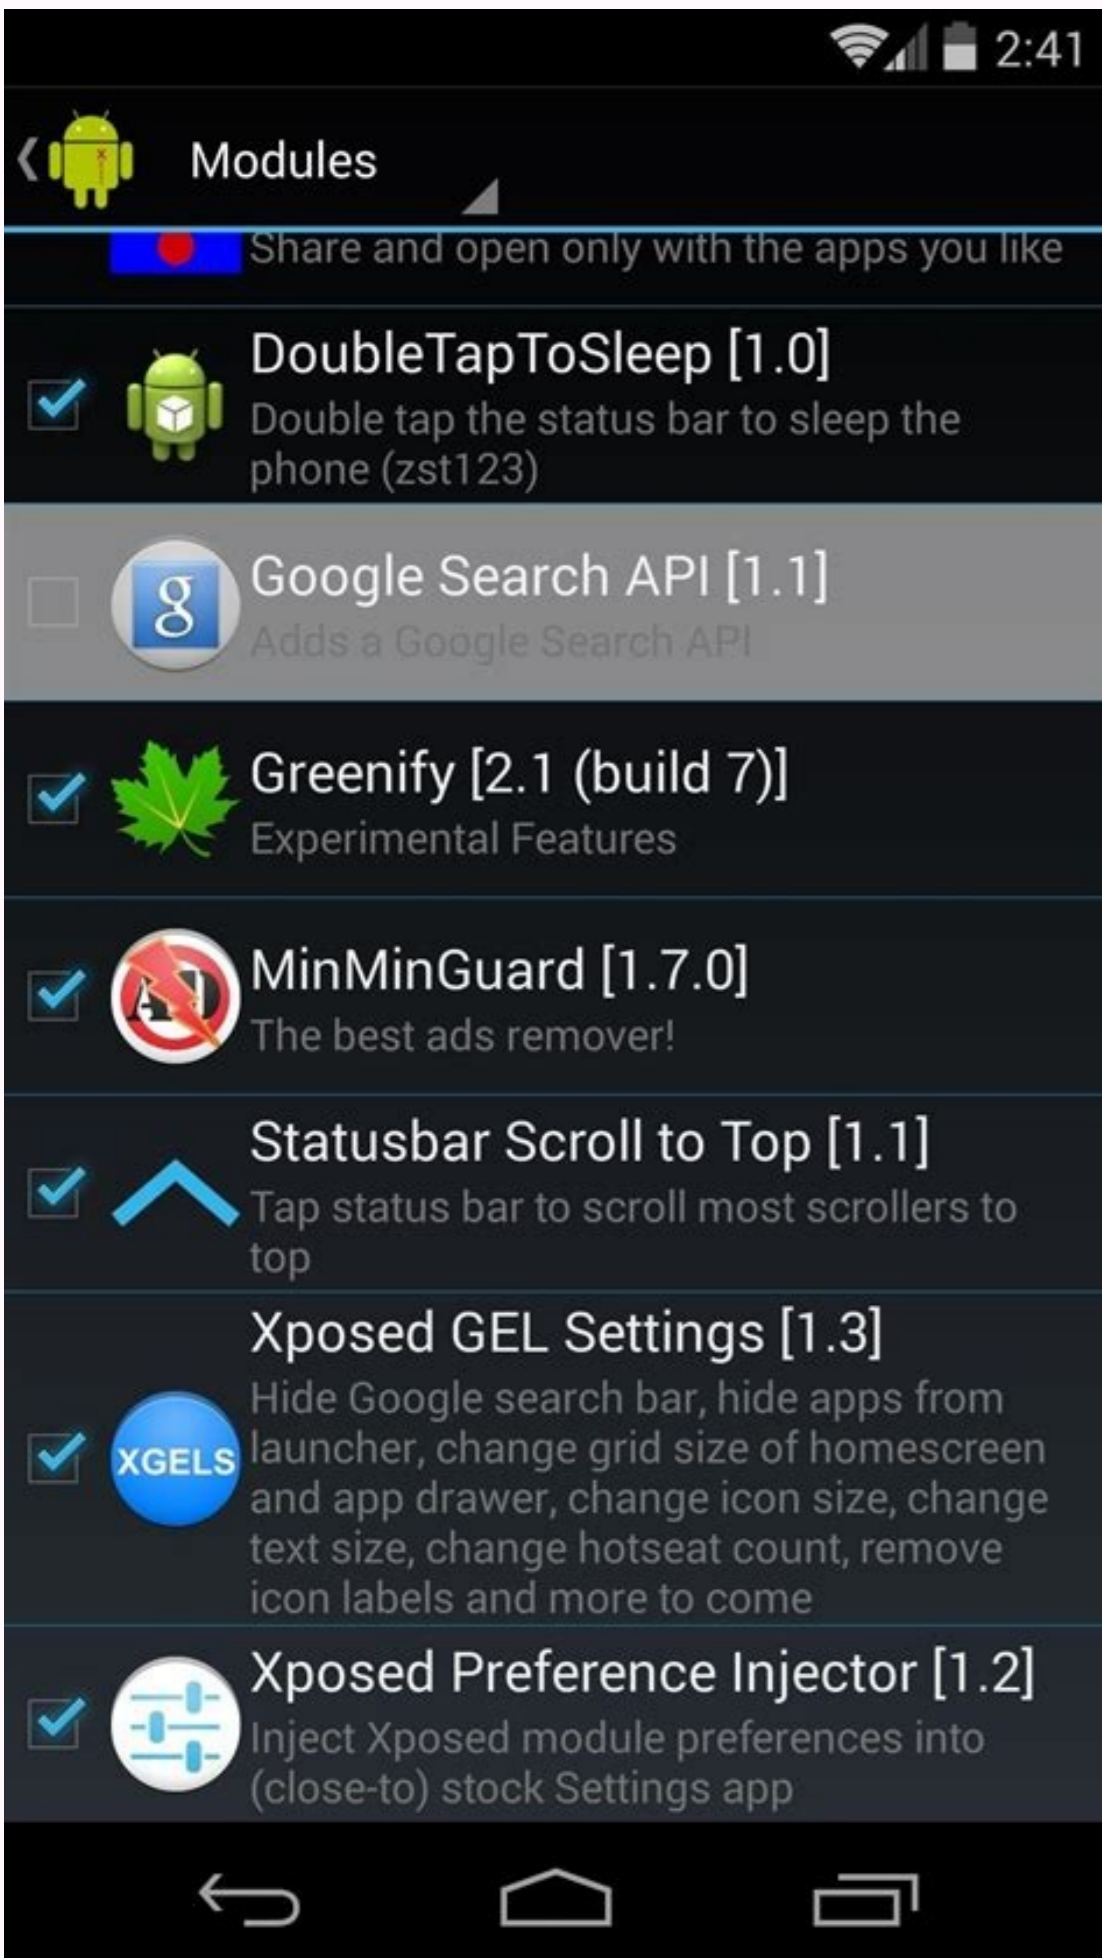 2:41
Modules
Share and open only with the apps you like
DoubleTapToSleep [1.0]
Double tap the status bar to sleep the
phone (zst123)
Google Search API [1.1]
Adds a Google Search API
g
Greenify [2.1 (build 7)]
Experimental Features
MinMinGuard [1.7.0]
AD
The best ads remover!
Statusbar Scroll to Top [1.1]
Tap status bar to scroll most scrollers to
top
Xposed GEL Settings [1.3]
Hide Google search bar, hide apps from
launcher, change grid size of homescreen
XGELS
and app drawer, change icon size, change
text size, change hotseat count, remove
icon labels and more to come
Xposed Preference Injector [1.2]
Inject Xposed module preferences into
(close-to) stock Settings app